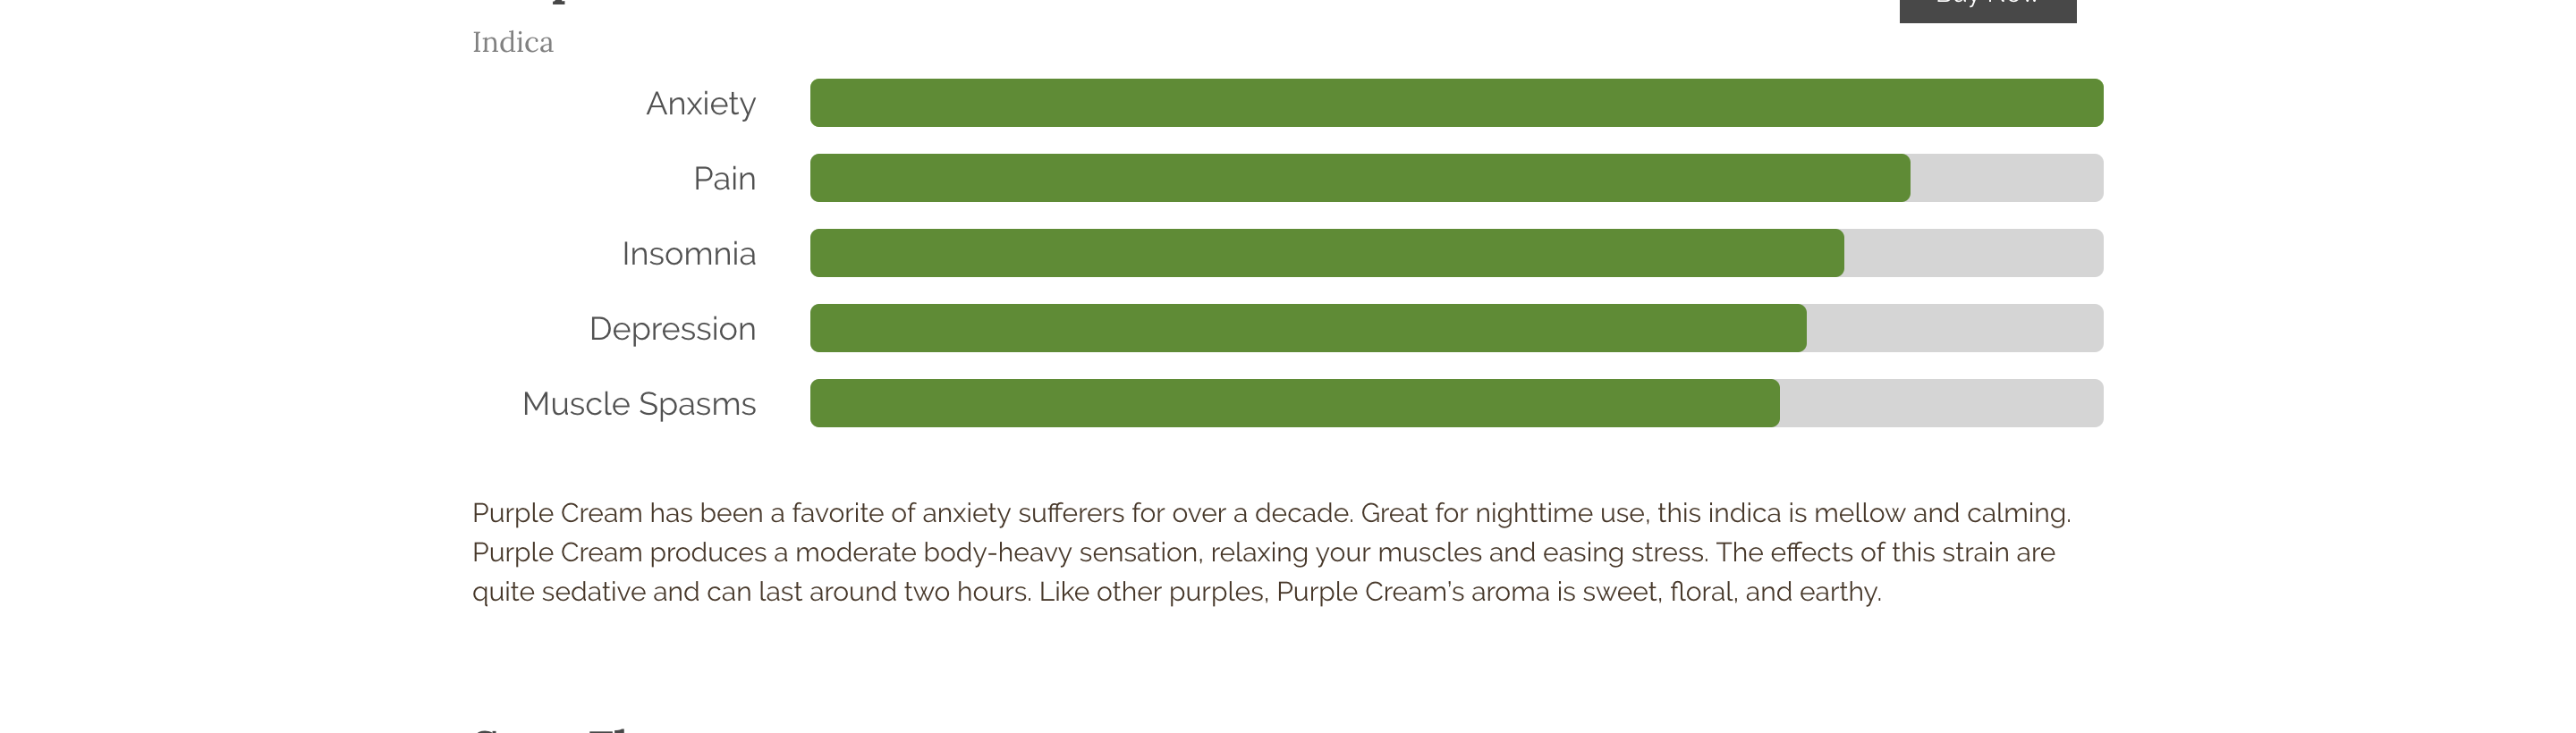 Indica
Anxiety
Pain
Insomnia
Depression
Muscle Spasms
Purple Cream has been a favorite of anxiety sufferers for over a decade. Great for nighttime use, this indica is mellow and calming.
Purple Cream produces a moderate body-heavy sensation, relaxing your muscles and easing stress. The effects of this strain are
quite sedative and can last around two hours. Like other purples, Purple Cream’s aroma is sweet, floral, and earthy.